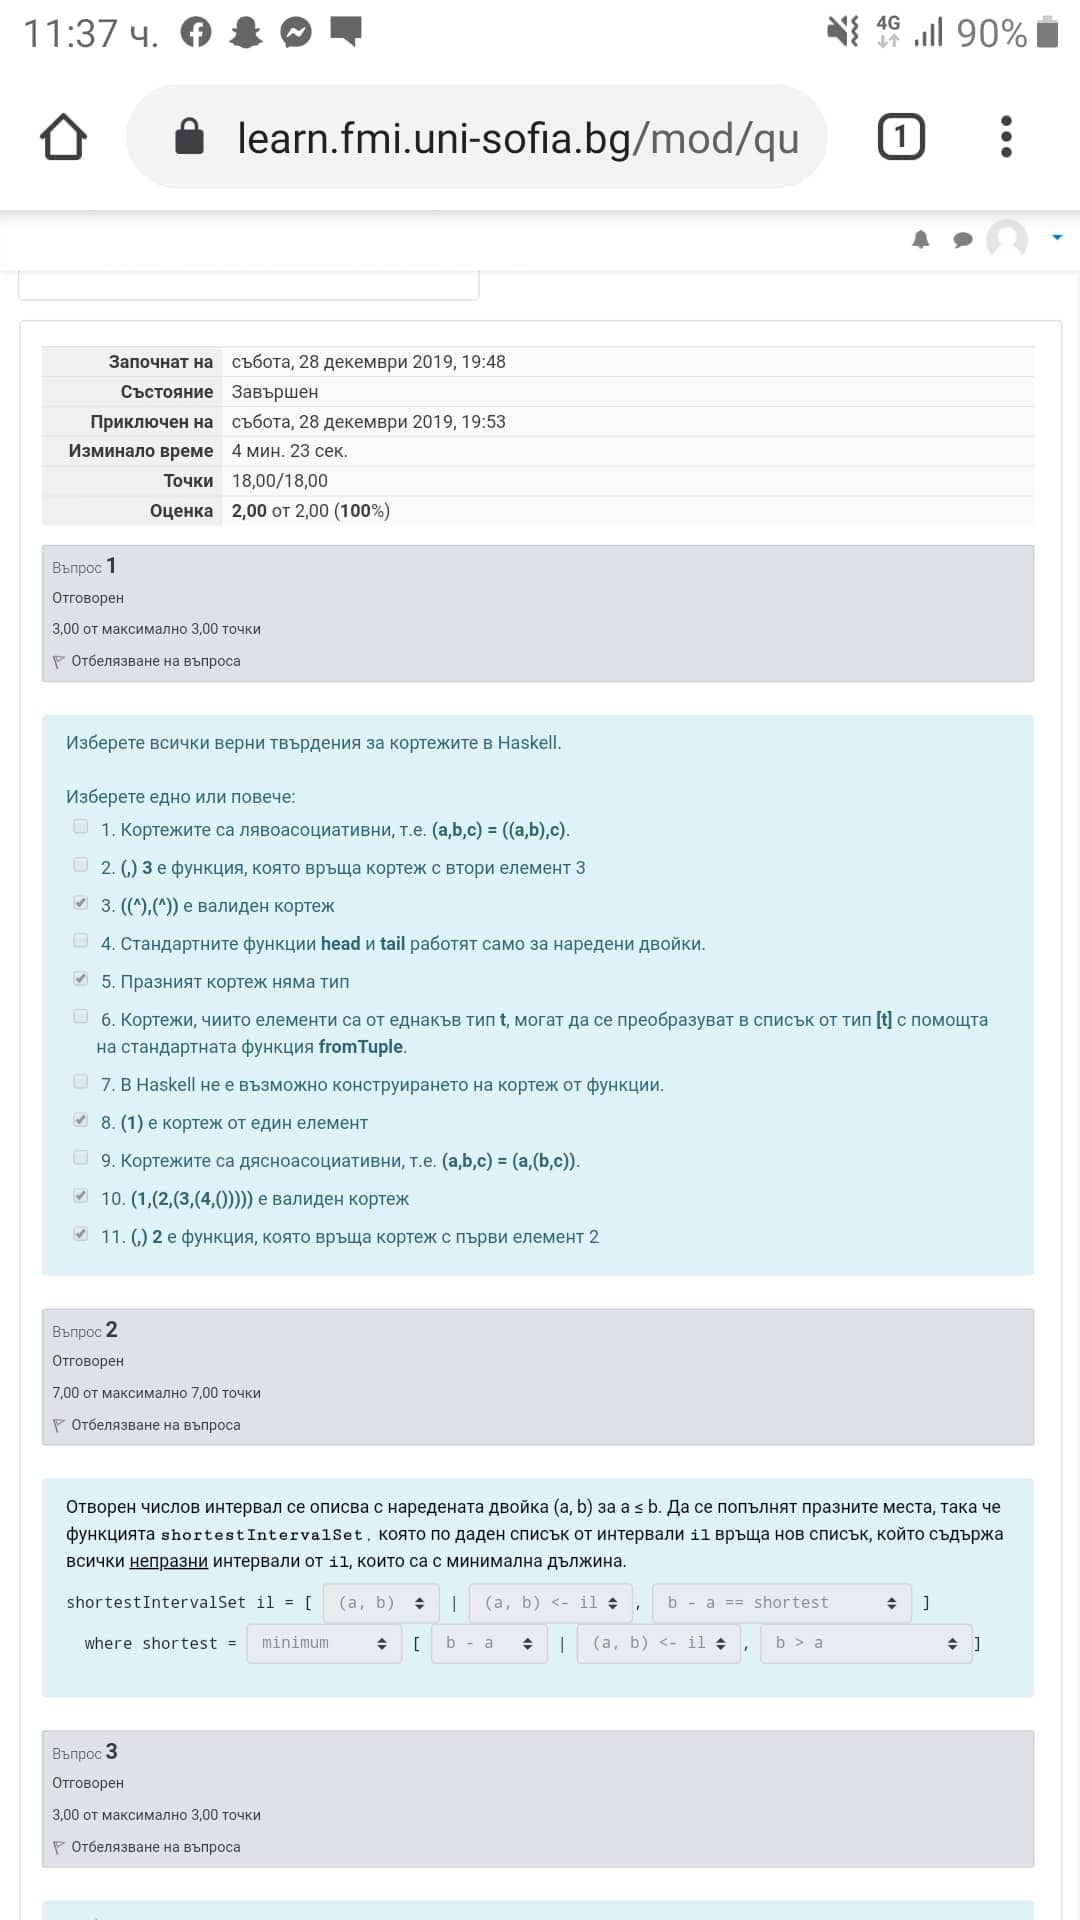 11:37 ч. 4G 90%
learn.fmi.uni-sofia.bg/mod/qu 1
Започнат на събота, 28 декември 2019, 19:48
Състояние Завършен
Приключен на събота, 28 декември 2019, 19:53
Изминало време 4 мин. 23 сек.
Точки 18,00/18,00
Оценка 2,00 от 2,00 (100%)
Въпрос 1
Отговорен
3,00 от максимално 3,00 точки
Отбелязване на въпроса
Изберете всички верни твърдения за кортежите в Haskell.
Изберете едно или повече:
1. Кортежите са лявоасоциативни, т.е. (a,b,c) = ((a,b),c).
2. (,) 3 е функция, която връща кортеж с втори елемент 3
3. ((^),(^)) е валиден кортеж
4. Стандартните функции head и tail работят само за наредени двойки.
5. Празният кортеж няма тип
6. Кортежи, чиито елементи са от еднакъв тип t, могат да се преобразуват в списък от тип [t] с помощта
на стандартната функция fromTuple.
7. В Haskell не е възможно конструирането на кортеж от функции.
8. (1) е кортеж от един елемент
9. Кортежите са дясноасоциативни, т.е. (a,b,c) = (a,(b,c)).
10. (1,(2,(3,(4,())))) е валиден кортеж
11. (,) 2 е функция, която връща кортеж с първи елемент 2
Въпрос 2
Отговорен
7,00 от максимално 7,00 точки
Отбелязване на въпроса
Отворен числов интервал се описва с наредената двойка (a, b) за a ≤ b. Да се попълнят празните места, така че
функцията shortestIntervalSet, която по даден списък от интервали il връща нов списък, който съдържа
всички непразни интервали от il, които са с минимална дължина.
shortestIntervalSet il = [ (a, b) | (a, b) <- il , b - a == shortest ]
where shortest = minimum [ b - a | (a, b) <- il , b > a ]
Въпрос 3
Отговорен
3,00 от максимално 3,00 точки
Отбелязване на въпроса